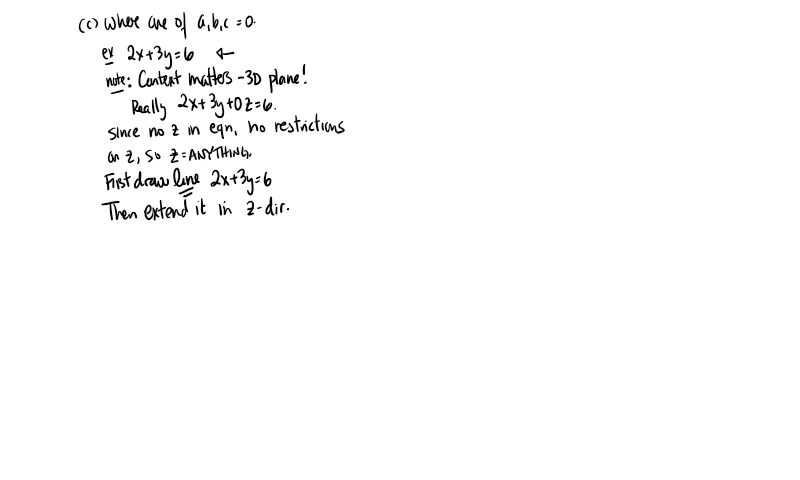 (c) Where one of a,b,c =0.
ex 2x+3y=6 ←
note: Context matters - 3D plane!
Really 2x+3y+0z=6.
since no z in eqn, no restrictions
on z, so z=ANYTHING.
First draw line 2x+3y=6
Then extend it in z-dir.